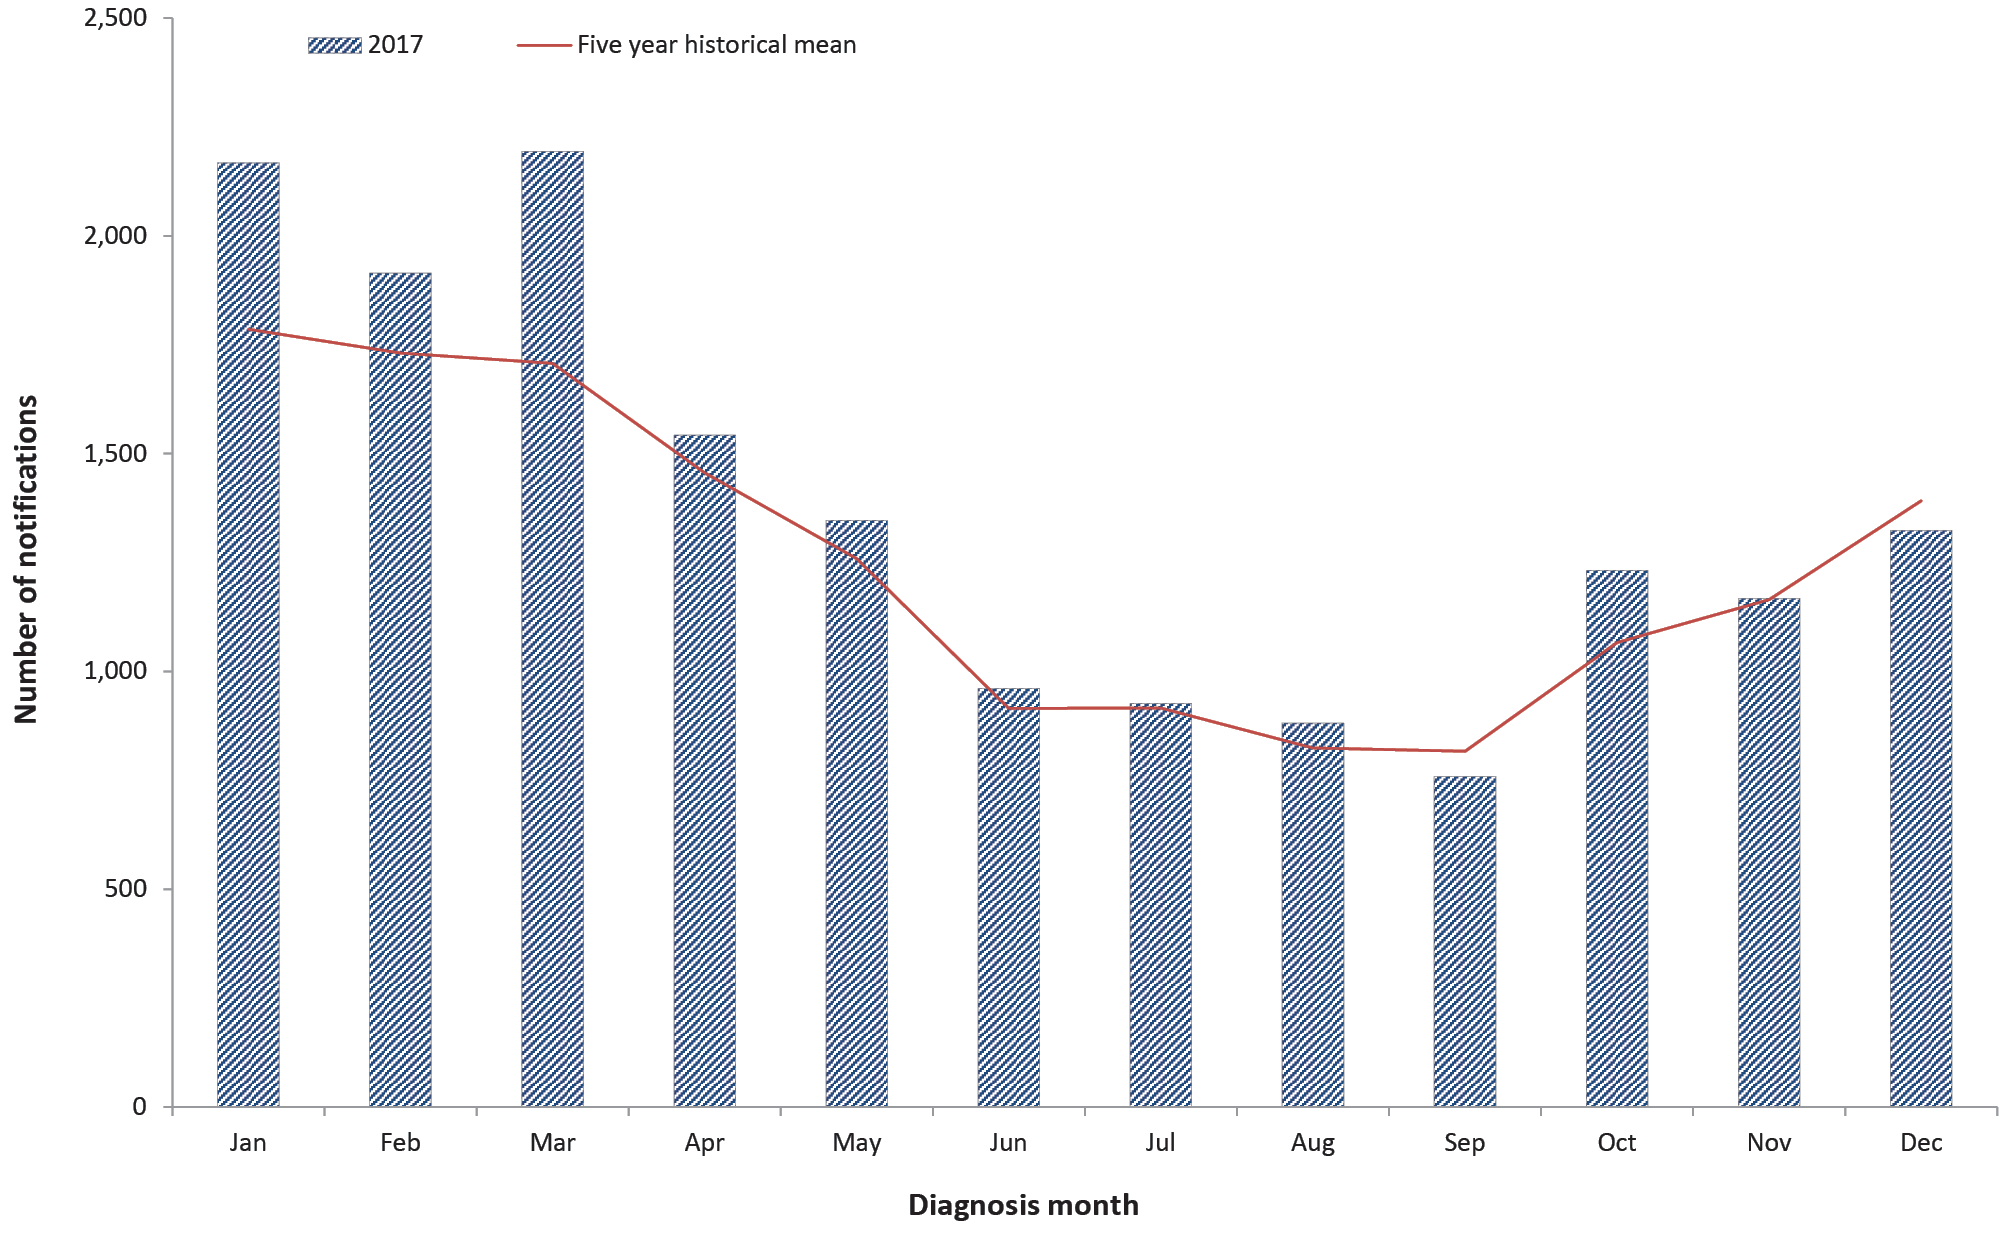 2,500
2017
Five year historical mean
2,000
1,500
1,000
500
0
Number of notifications
Jan Feb Mar Apr May Jun Jul Aug Sep Oct Nov Dec
Diagnosis month